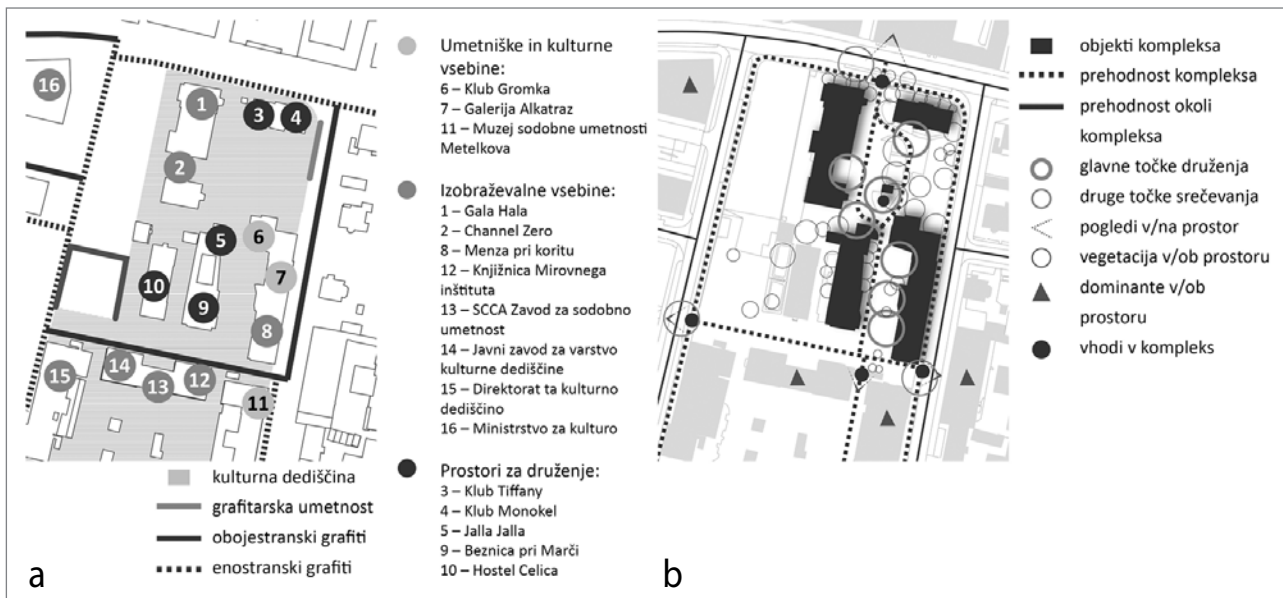 16
1
2
3
4
5
6
7
8
9
10
11
12
13
14
15
kulturna dediščina
grafitarska umetnost
obojestranski grafiti
enostranski grafiti
a
Umetniške in kulturne
vsebine:
6 – Klub Gromka
7 – Galerija Alkatraz
11 – Muzej sodobne umetnosti
Metelkova
Izobraževalne vsebine:
1 – Gala Hala
2 – Channel Zero
8 – Menza pri koritu
12 – Knjižnica Mirovnega
inštituta
13 – SCCA Zavod za sodobno
umetnost
14 – Javni zavod za varstvo
kulturne dediščine
15 – Direktorat ta kulturno
dediščino
16 – Ministrstvo za kulturo
Prostori za druženje:
3 – Klub Tiffany
4 – Klub Monokel
5 – Jalla Jalla
9 – Beznica pri Marči
10 – Hostel Celica
b
objekti kompleksa
prehodnost kompleksa
prehodnost okoli
kompleksa
glavne točke druženja
druge točke srečevanja
pogledi v/na prostor
vegetacija v/ob prostoru
dominante v/ob
prostoru
vhodi v kompleks